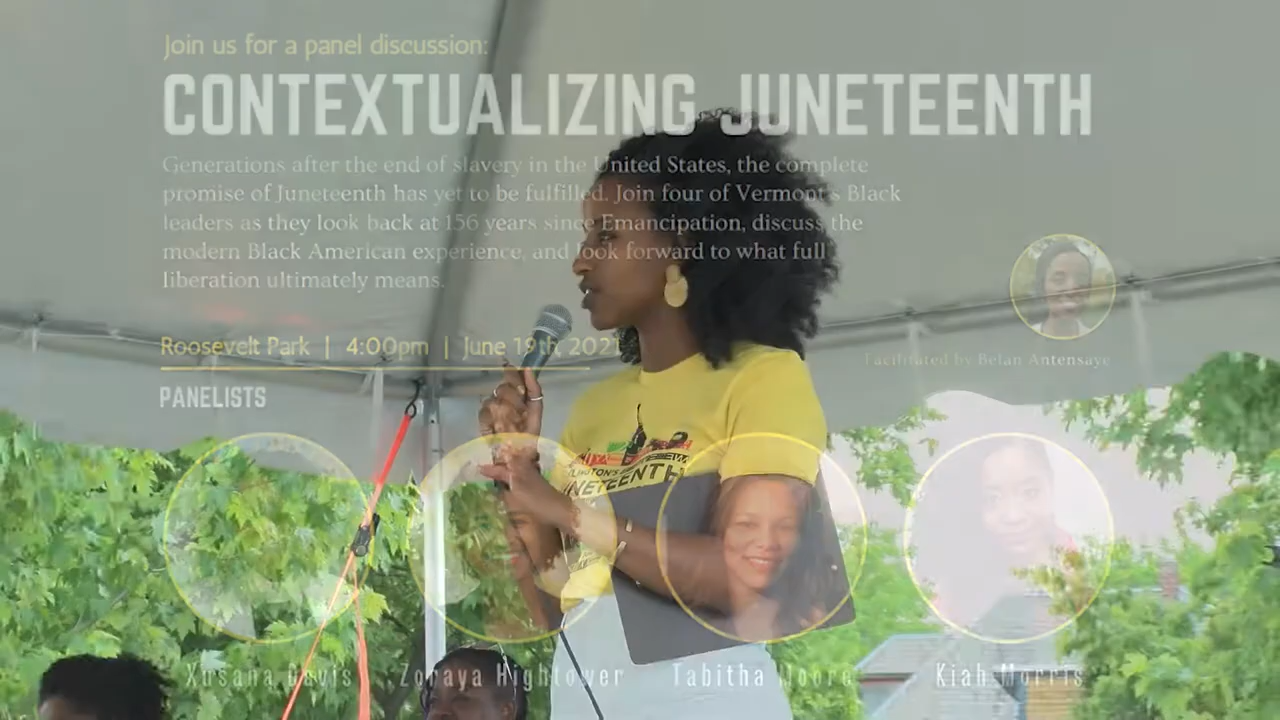 Join us for a panel discussion:
CONTEXTUALIZING JUNETEENTH
Generations after the end of slavery in the United States, the complete
promise of Juneteenth has yet to be fulfilled. Join four of Vermont's Black
leaders as they look back at 156 years since Emancipation, discuss the
modern Black American experience, and look forward to what full
liberation ultimately means.
Roosevelt Park | 4:00pm | June 19th, 2021
Facilitated by Belan Antensaye
PANELISTS
JUNETEENTH
Xusana Davis
Zoraya Hightower
Tabitha Moore
Kiah Morris